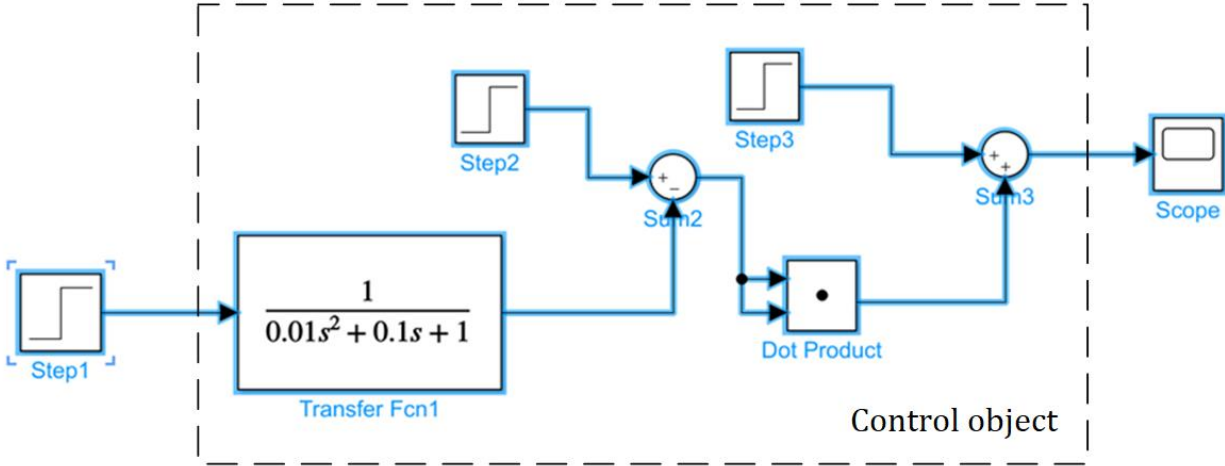 Step2
Step3
+
−
Sum2
+
+
Sum3
Scope
Step1
1
0.01s² + 0.1s + 1
Transfer Fcn1
Dot Product
Control object